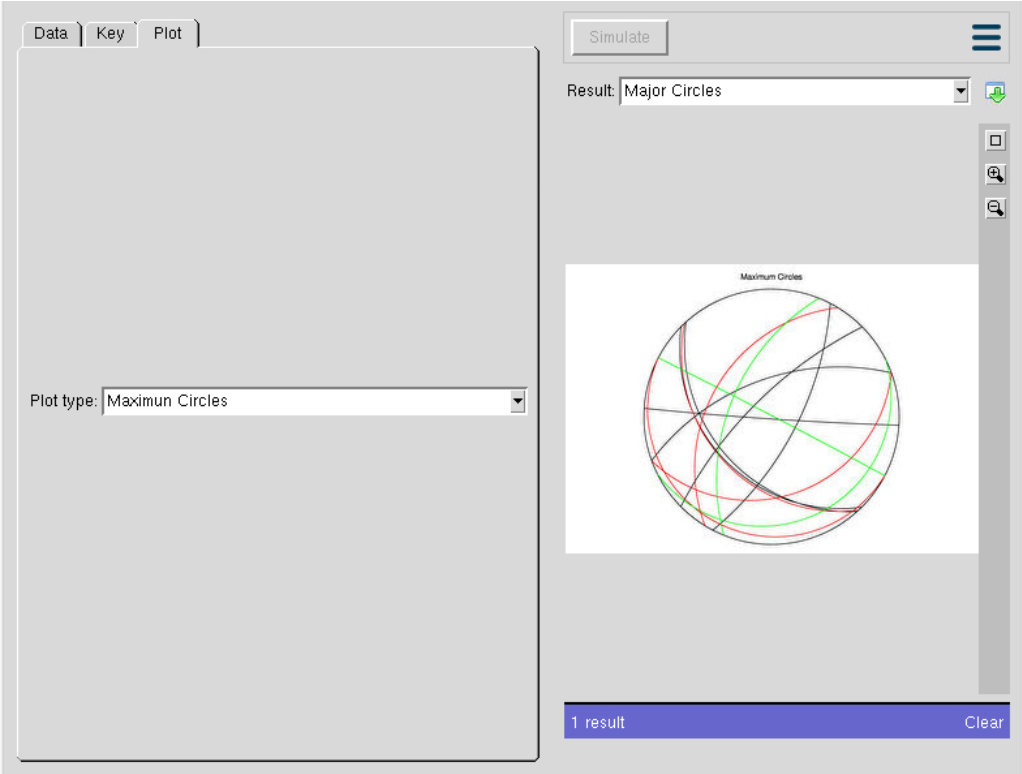 Data Key Plot
Simulate
Result: Major Circles
Maximum Circles
Plot type: Maximun Circles
1 result Clear